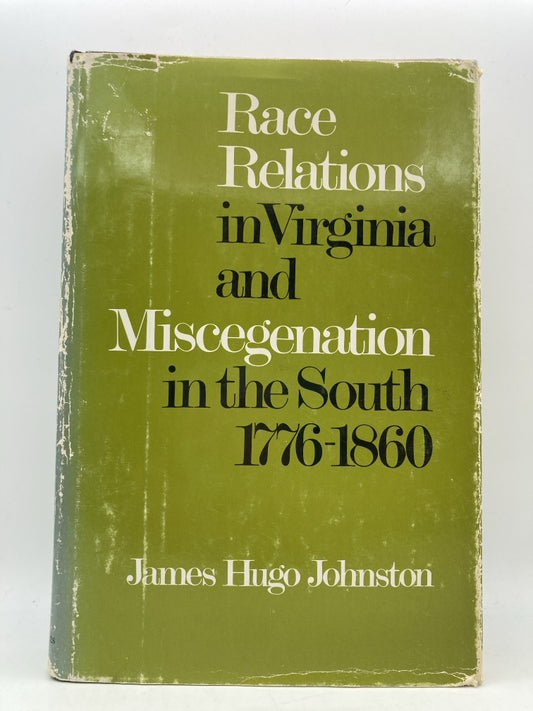 Race
Relations
in Virginia
and
Miscegenation
in the South
1776-1860
James Hugo Johnston